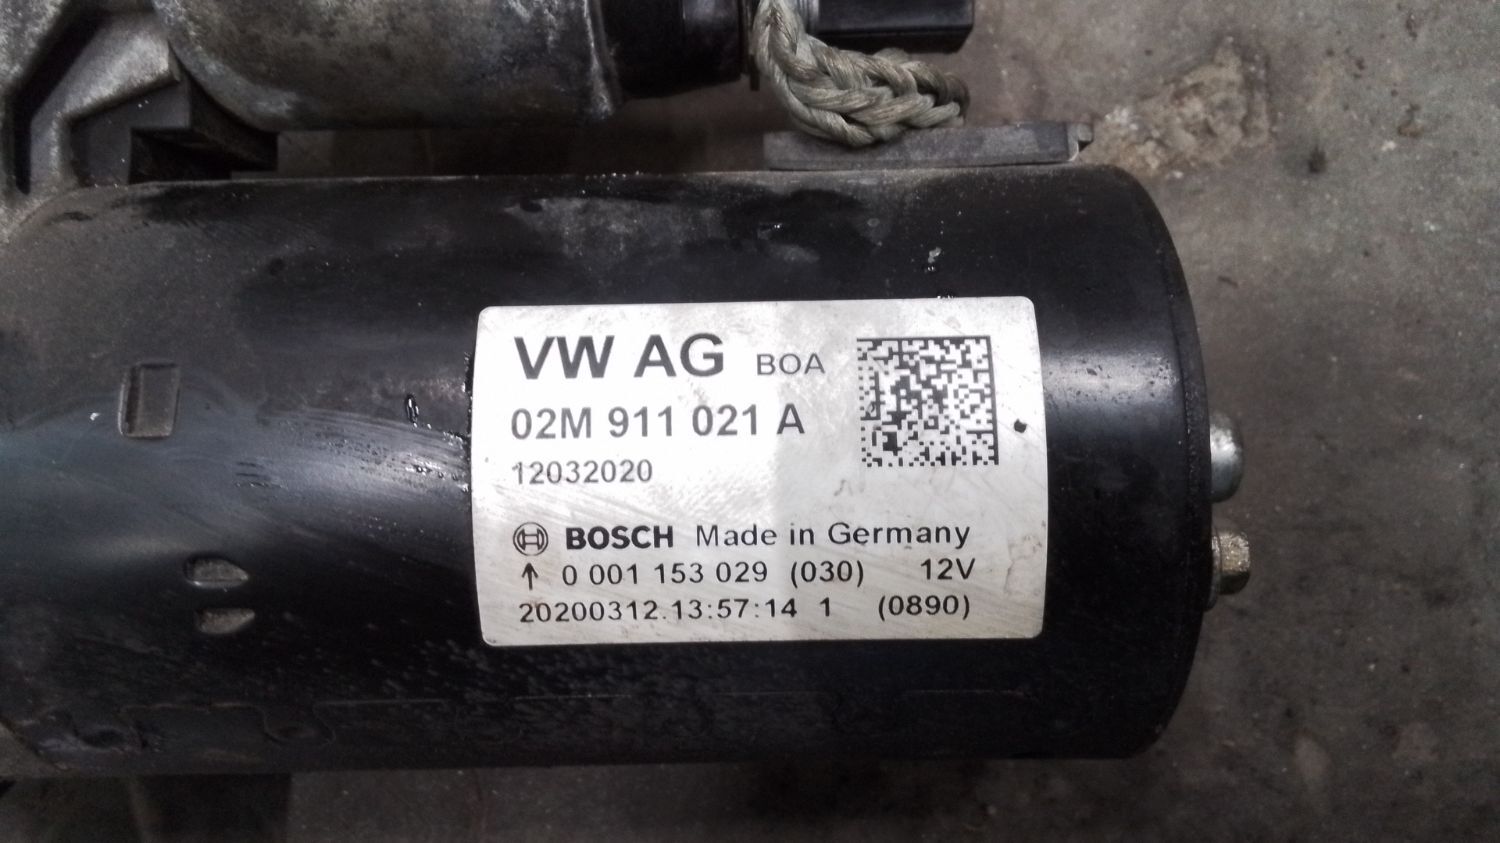 VW AG BOA
02M 911 021 A
12032020
BOSCH Made in Germany
↑ 0 001 153 029 (030) 12V
20200312.13:57:14 1 (0890)